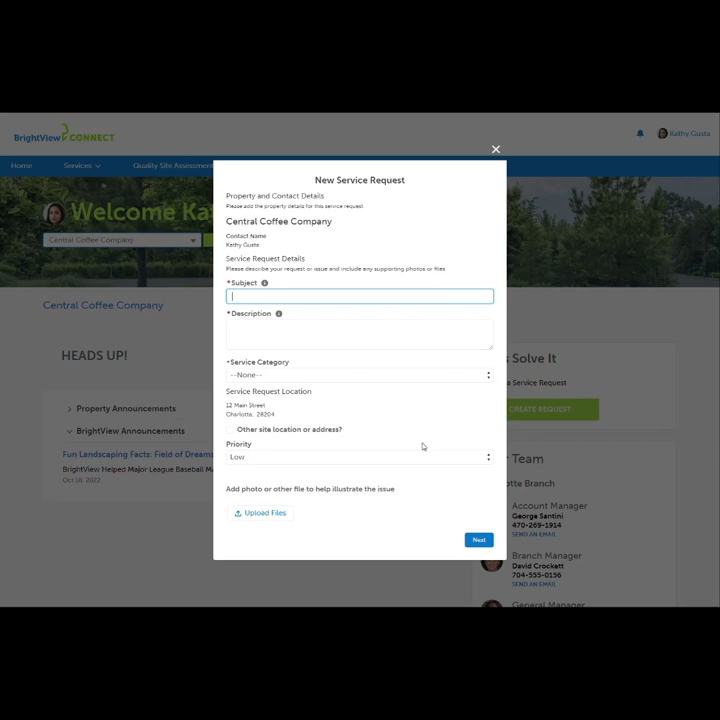 BrightView CONNECT
Kathy Gusta
Home Services Quality Site Assessmen
Welcome Ka
Central Coffee Company
Central Coffee Company
HEADS UP!
Property Announcements
BrightView Announcements
Fun Landscaping Facts: Field of Dreams
BrightView Helped Major League Baseball M
Oct 18, 2022
New Service Request
Property and Contact Details
Please add the property details for this service request
Central Coffee Company
Contact Name
Kathy Gusta
Service Request Details
Please describe your request or issue and include any supporting photos or files
*Subject
*Description
*Service Category
--None--
Service Request Location
12 Main Street
Charlotta, 28204
Other site location or address?
Priority
Low
Add photo or other file to help illustrate the issue
Upload Files
Next
s Solve It
a Service Request
CREATE REQUEST
Team
otte Branch
Account Manager
George Santini
470-269-1914
SEND AN EMAIL
Branch Manager
David Crockett
704-555-0156
SEND AN EMAIL
General Manager